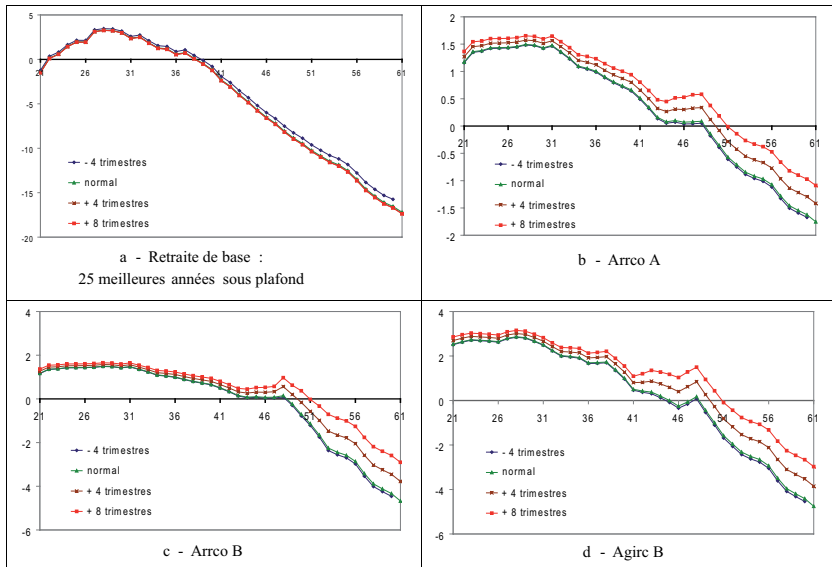 5
0
-5
-10
-15
-20
21 26 31 36 41 46 51 56 61
- 4 trimestres
normal
+ 4 trimestres
+ 8 trimestres
a - Retraite de base :
25 meilleures années sous plafond
2
1.5
1
0.5
0
-0.5
-1
-1.5
-2
21 26 31 36 41 46 51 56 61
- 4 trimestres
normal
+ 4 trimestres
+ 8 trimestres
b - Arrco A
4
2
0
-2
-4
-6
21 26 31 36 41 46 51 56 61
- 4 trimestres
normal
+ 4 trimestres
+ 8 trimestres
c - Arrco B
4
2
0
-2
-4
-6
21 26 31 36 41 46 51 56 61
- 4 trimestres
normal
+ 4 trimestres
+ 8 trimestres
d - Agirc B